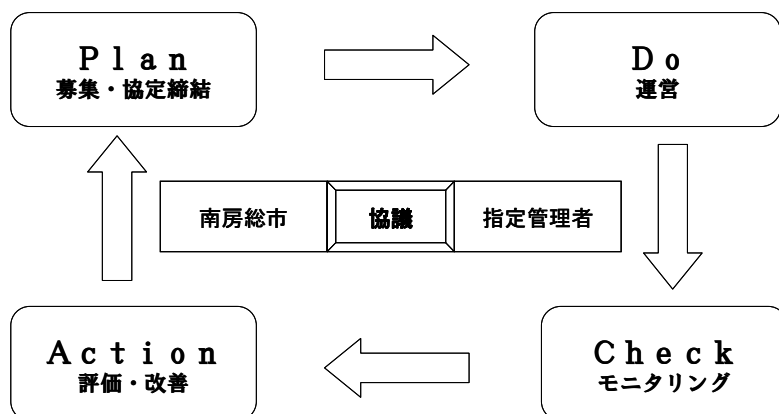 Ｐｌａｎ
募集・協定締結
Ｄｏ
運営
南房総市
協議
指定管理者
Ａｃｔｉｏｎ
評価・改善
Ｃｈｅｃｋ
モニタリング